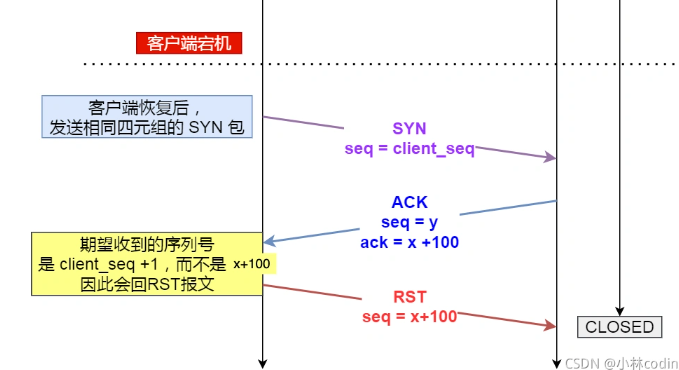 客户端宕机
客户端恢复后，
发送相同四元组的 SYN 包
SYN
seq = client_seq
ACK
seq = y
ack = x +100
期望收到的序列号
是 client_seq +1，而不是 x+100
因此会回RST报文
RST
seq = x+100
CLOSED
CSDN @小林codin